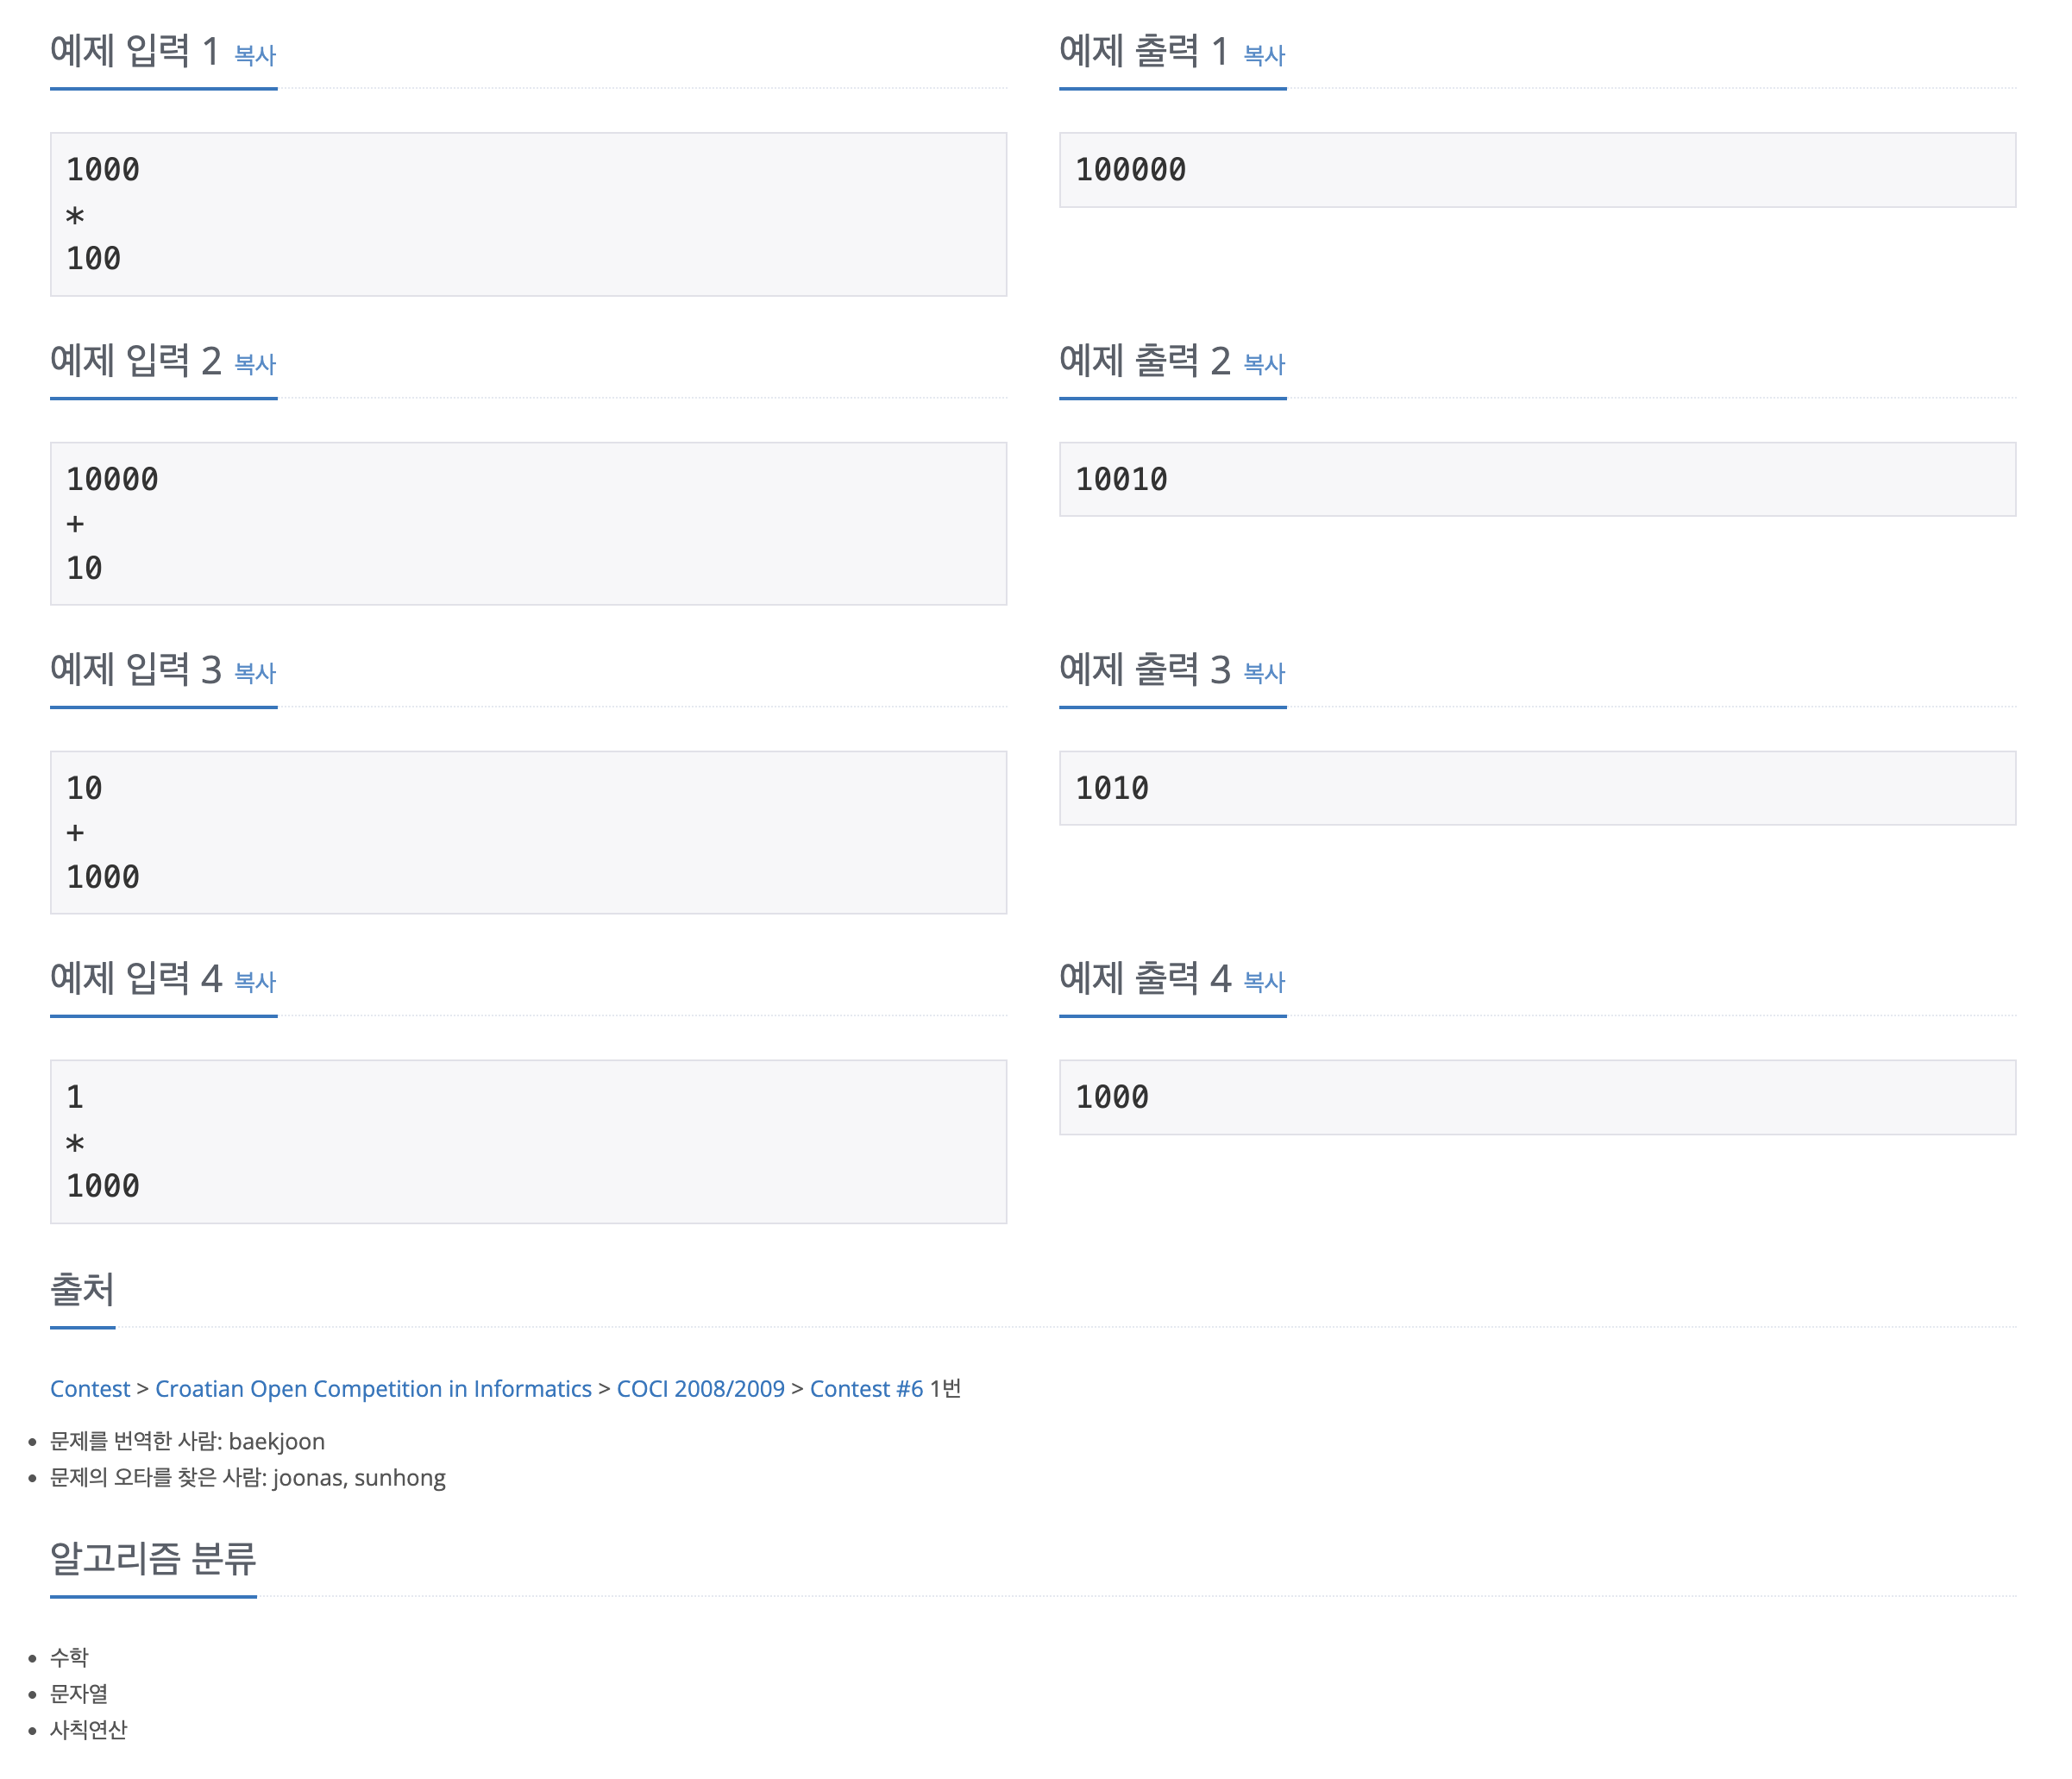 예제 입력 1 복사
1000
*
100
예제 출력 1 복사
100000
예제 입력 2 복사
10000
+
10
예제 출력 2 복사
10010
예제 입력 3 복사
10
+
1000
예제 출력 3 복사
1010
예제 입력 4 복사
1
*
1000
예제 출력 4 복사
1000
출처
Contest > Croatian Open Competition in Informatics > COCI 2008/2009 > Contest #6 1번
문제를 번역한 사람: baekjoon
문제의 오타를 찾은 사람: joonas, sunhong
알고리즘 분류
수학
문자열
사칙연산